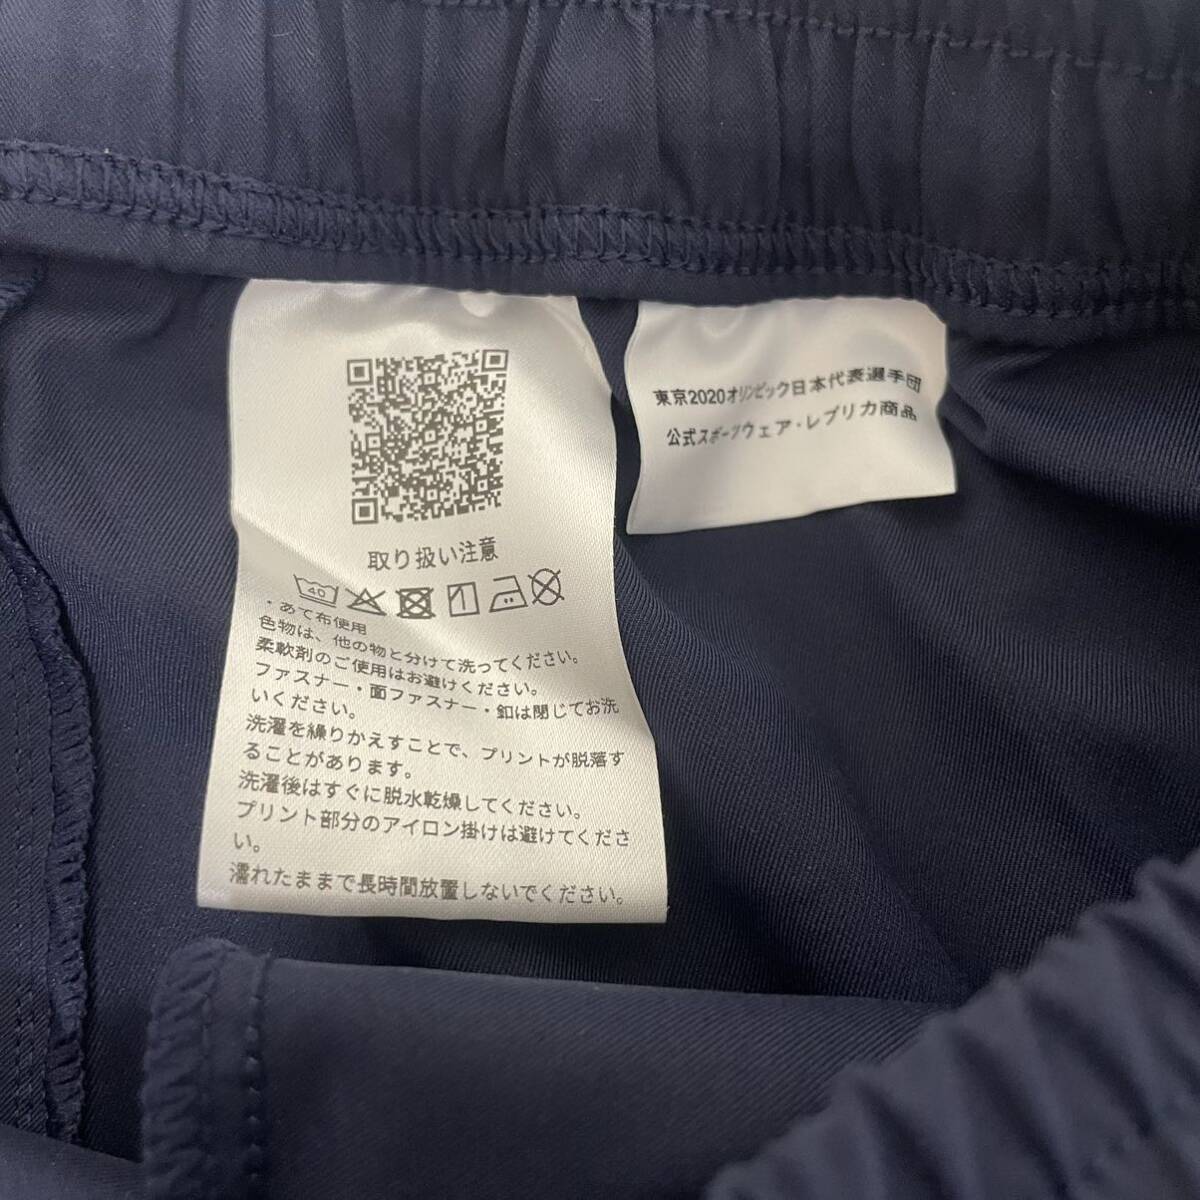 取り扱い注意
40
・あて布使用
色物は、他の物と分けて洗ってください。
柔軟剤のご使用はお避けください。
ファスナー・面ファスナー・釦は閉じてお洗
いください。
洗濯を繰りかえすことで、プリントが脱落す
ることがあります。
洗濯後はすぐに脱水乾燥してください。
プリント部分のアイロン掛けは避けてくださ
い。
濡れたままで長時間放置しないでください。
東京2020オリンピック日本代表選手団
公式スポーツウェア・レプリカ商品